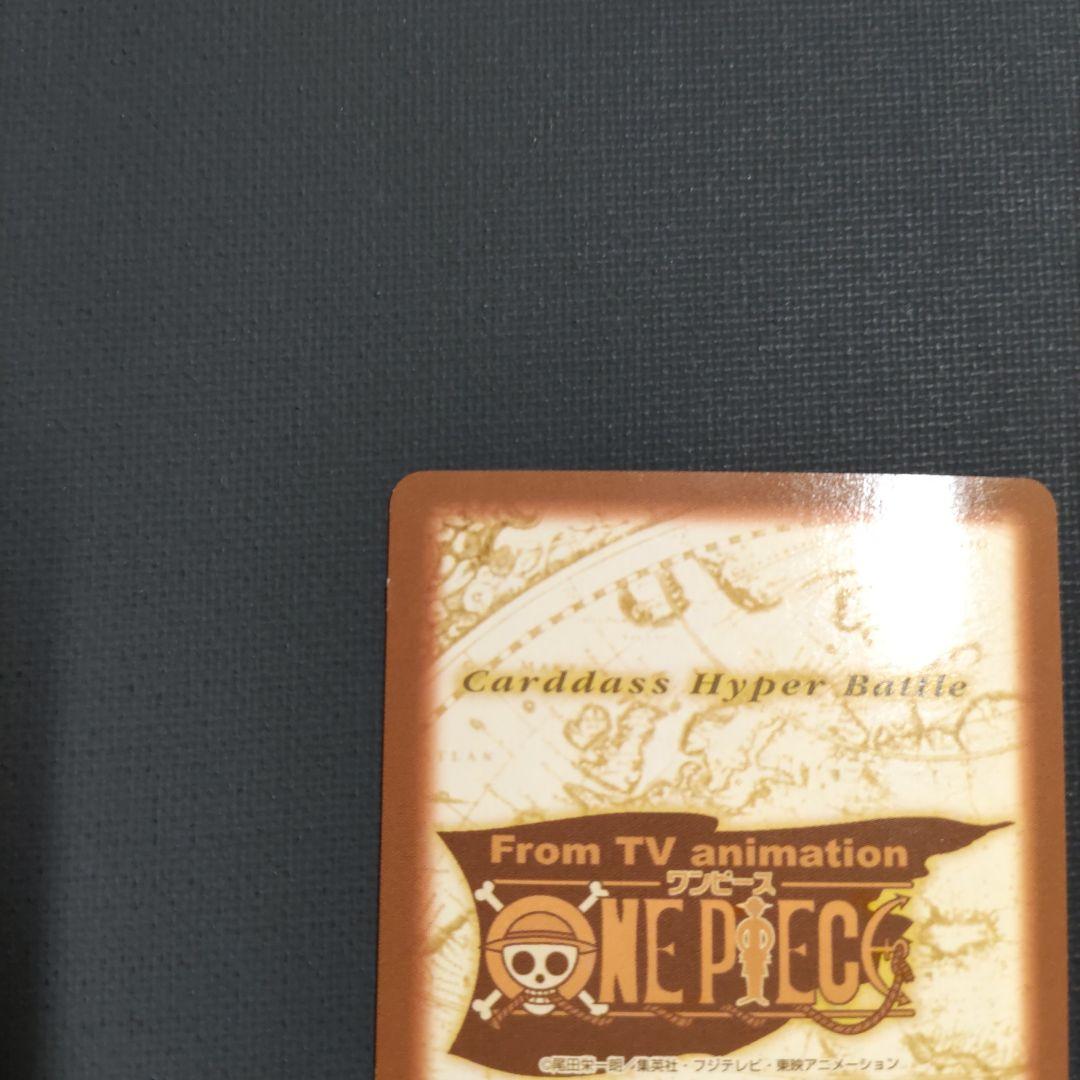 Carddass Hyper Battle
From TV animation
ワンピース
ONE PIECE
©尾田栄一郎／集英社・フジテレビ・東映アニメーション